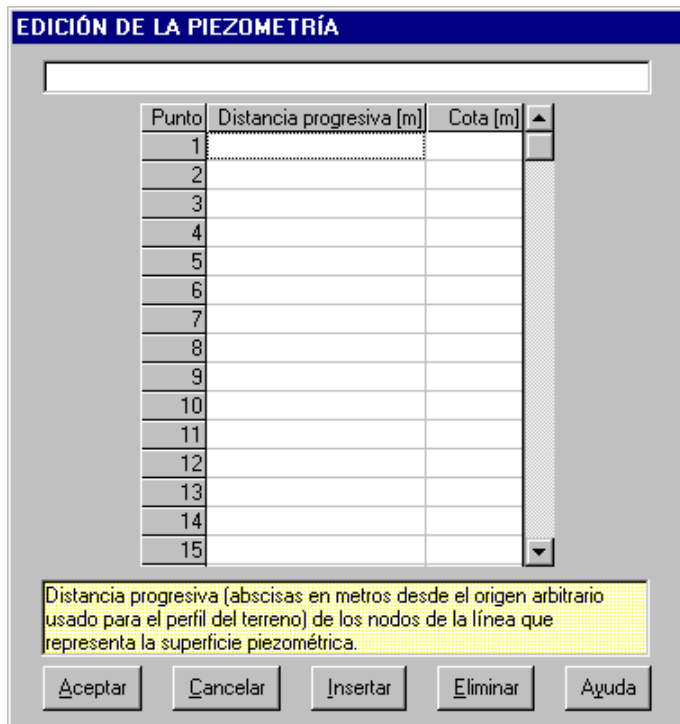 EDICIÓN DE LA PIEZOMETRÍA
Punto Distancia progresiva [m] Cota [m]
1
2
3
4
5
6
7
8
9
10
11
12
13
14
15
Distancia progresiva (abscisas en metros desde el origen arbitrario
usado para el perfil del terreno) de los nodos de la línea que
representa la superficie piezométrica.
Aceptar Cancelar Insertar Eliminar Ayuda